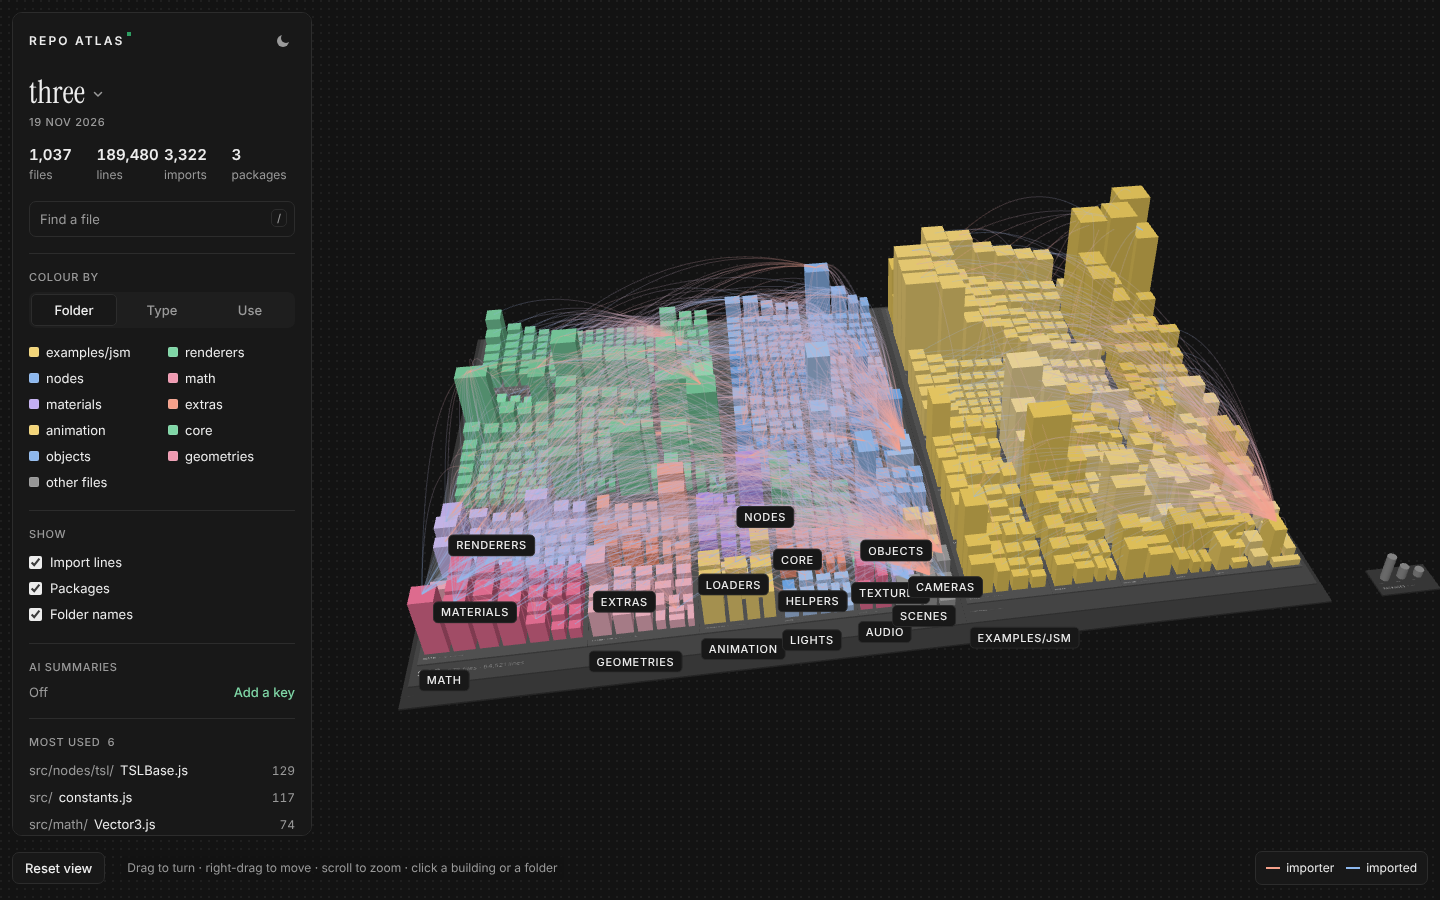 REPO ATLAS
three
19 NOV 2026
1,037 189,480 3,322 3
files lines imports packages
Find a file /
COLOUR BY
Folder Type Use
examples/jsm renderers
nodes math
materials extras
animation core
objects geometries
other files
SHOW
Import lines
Packages
Folder names
AI SUMMARIES
Off Add a key
MOST USED 6
src/nodes/tsl/ TSLBase.js 129
src/ constants.js 117
src/math/ Vector3.js 74
Reset view
Drag to turn · right-drag to move · scroll to zoom · click a building or a folder
NODES
RENDERERS
OBJECTS
CORE
LOADERS
CAMERAS
EXTRAS
HELPERS
MATERIALS
SCENES
AUDIO
LIGHTS
EXAMPLES/JSM
ANIMATION
GEOMETRIES
MATH
importer imported